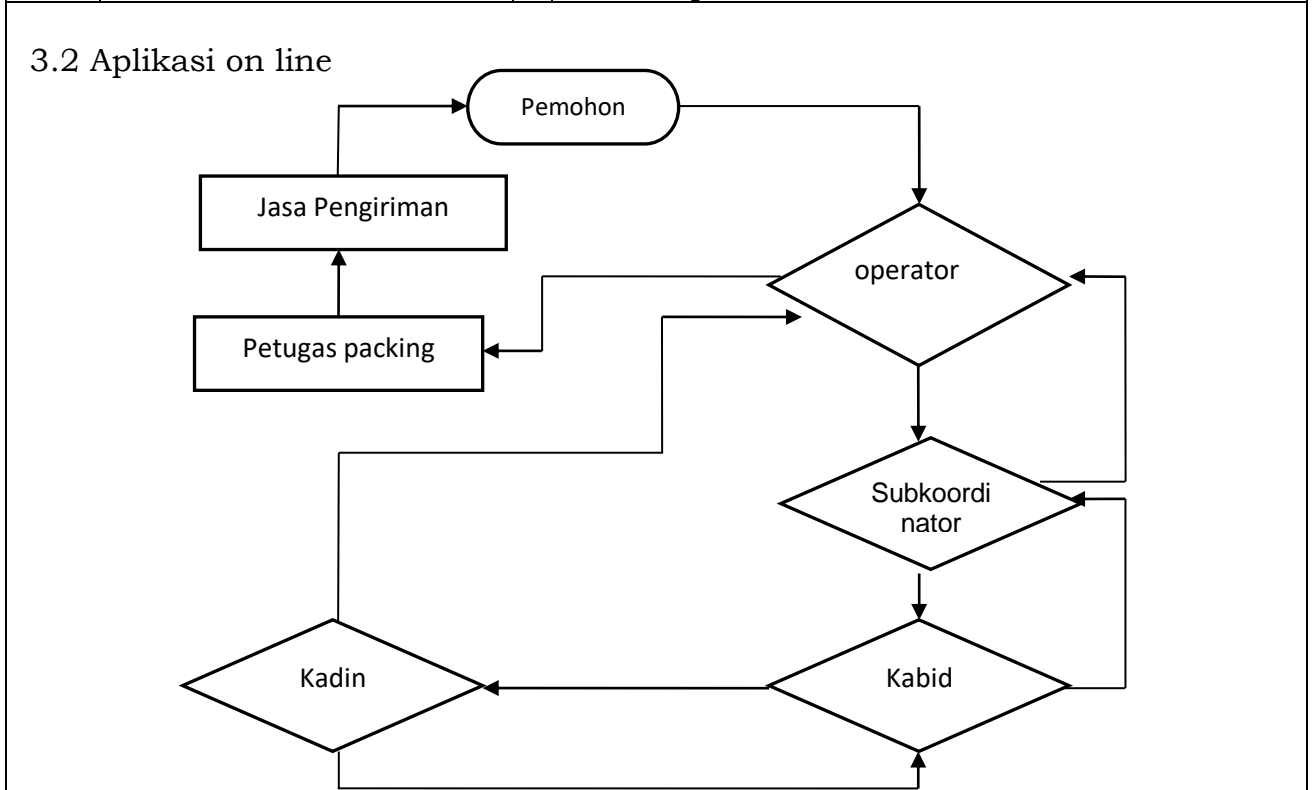 3.2 Aplikasi on line
Pemohon
Jasa Pengiriman
operator
Petugas packing
Subkoordi
nator
Kadin
Kabid